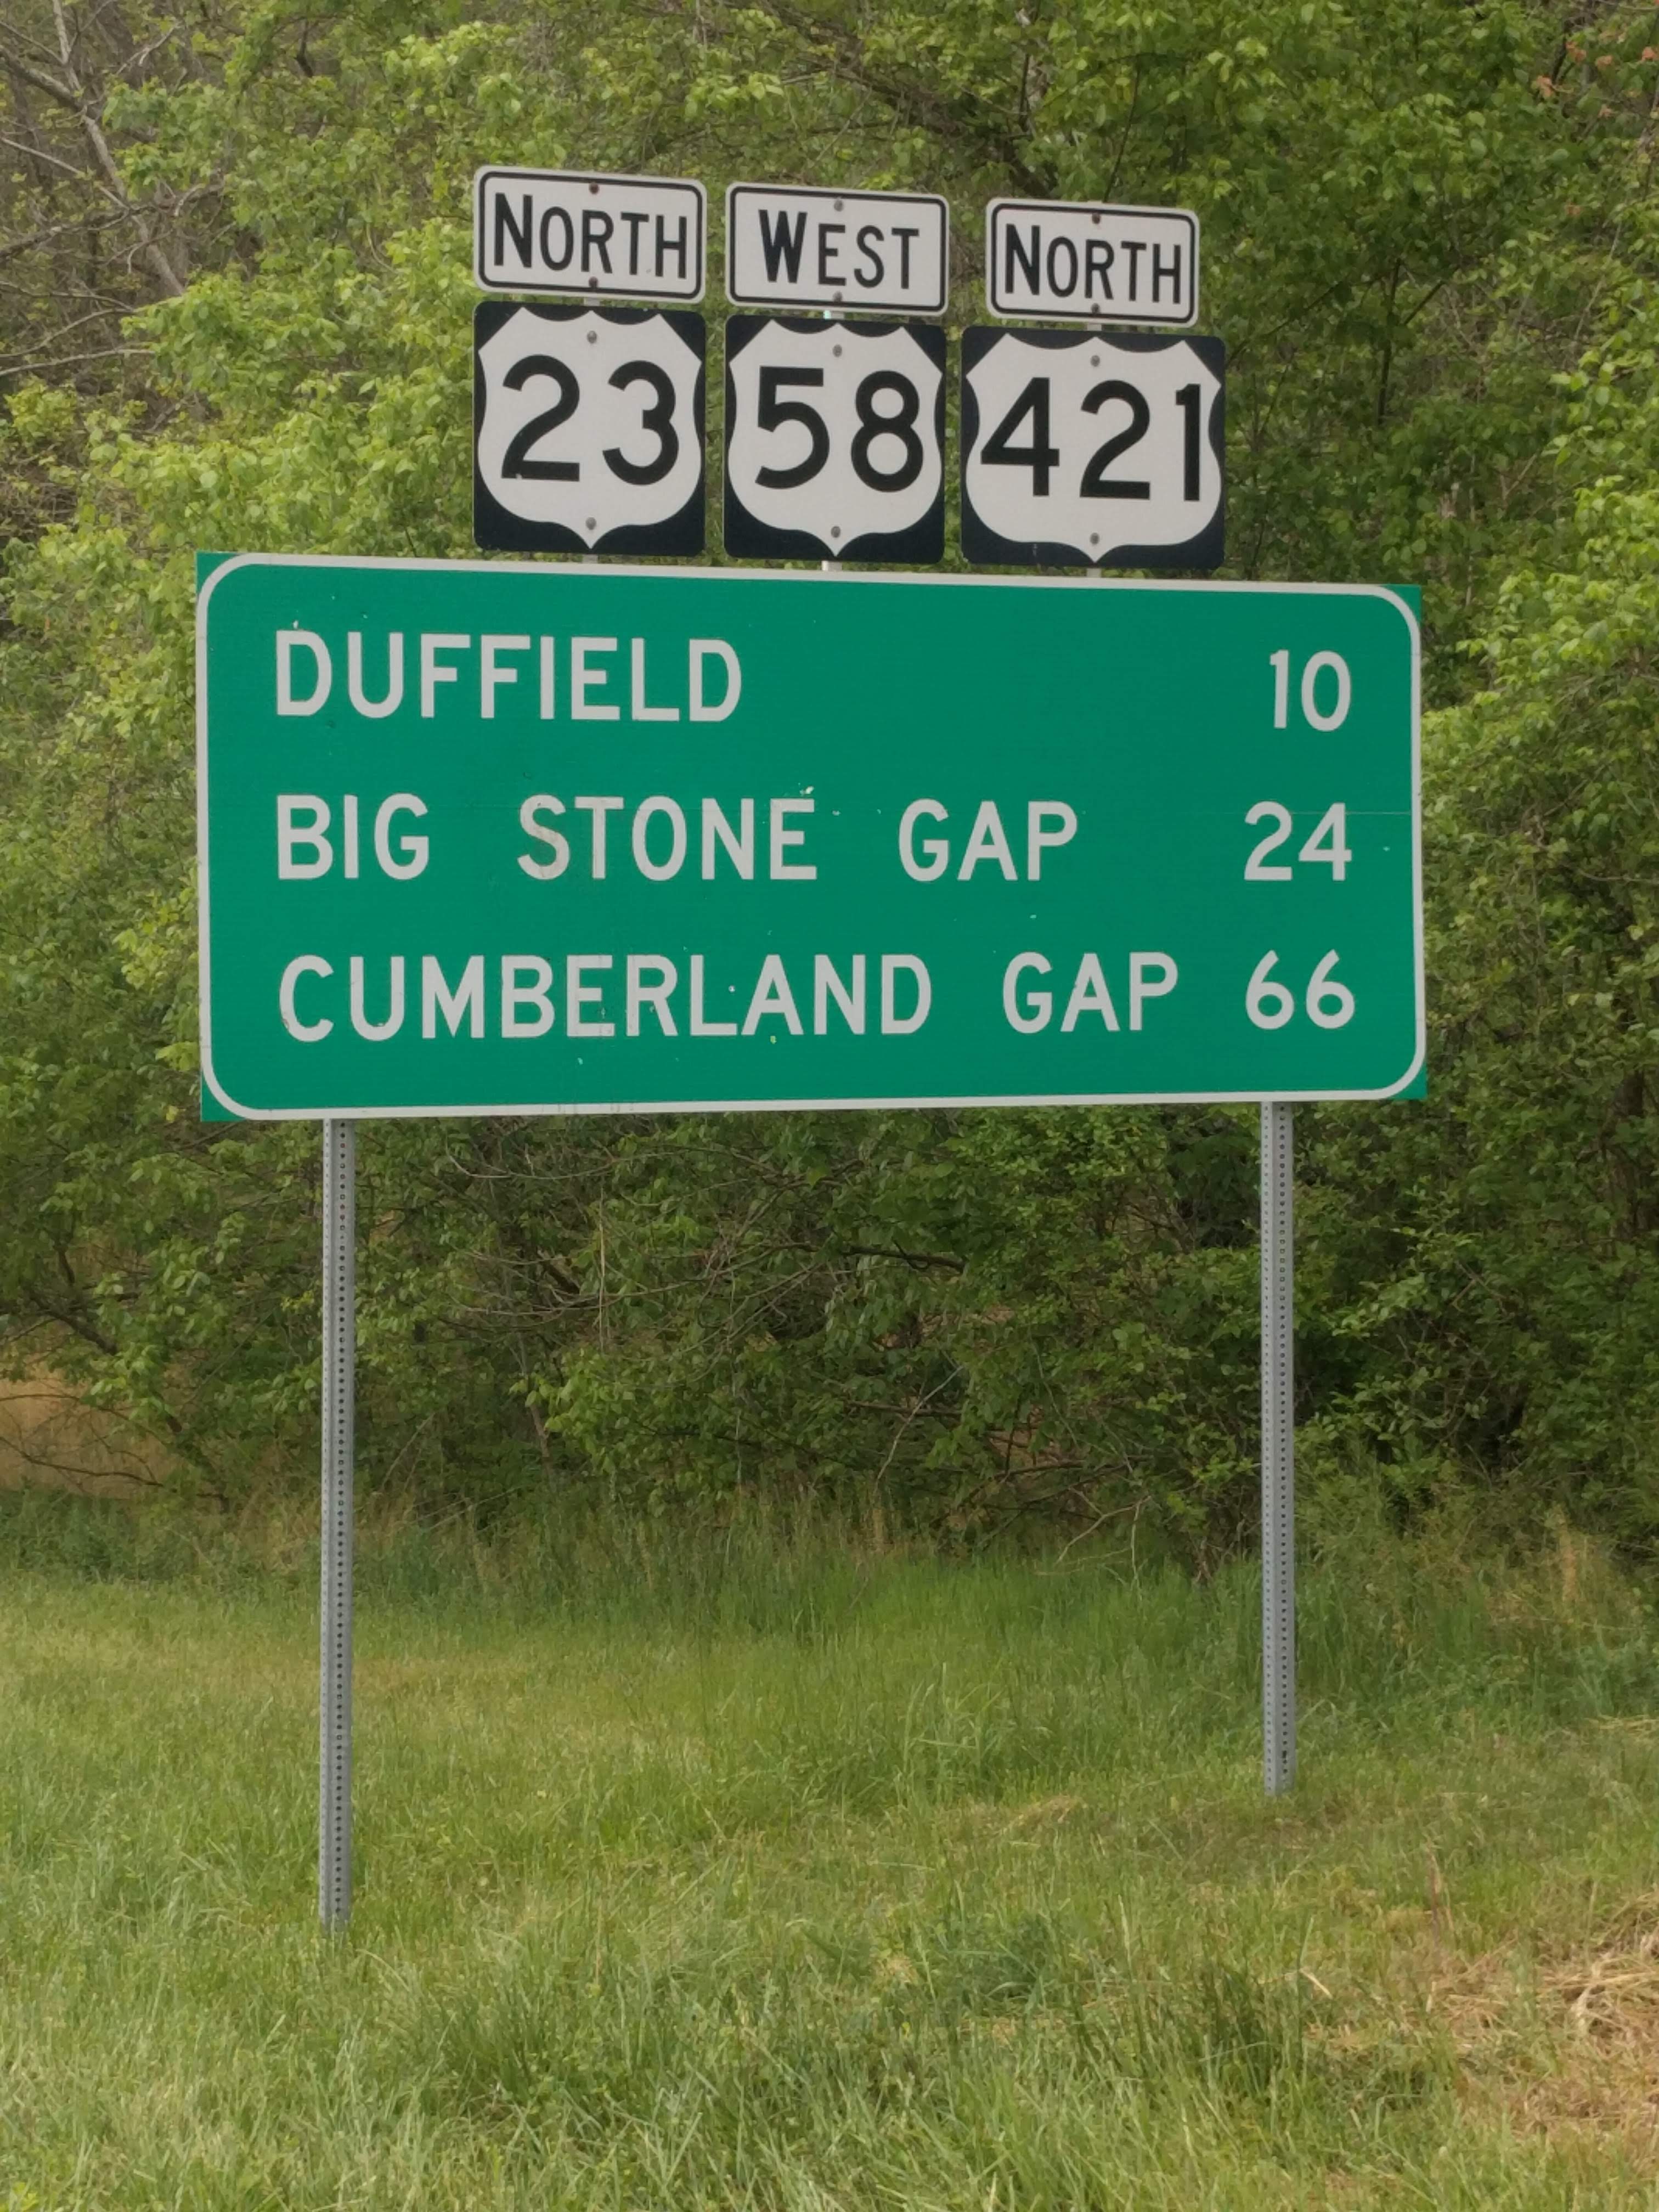 NORTH WEST NORTH
23 58 421
DUFFIELD 10
BIG STONE GAP 24
CUMBERLAND GAP 66